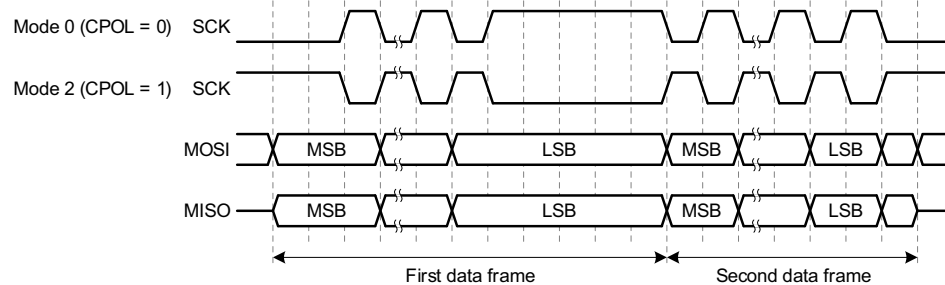 Mode 0 (CPOL = 0) SCK
Mode 2 (CPOL = 1) SCK
MOSI MSB LSB MSB LSB
MISO MSB LSB MSB LSB
First data frame Second data frame